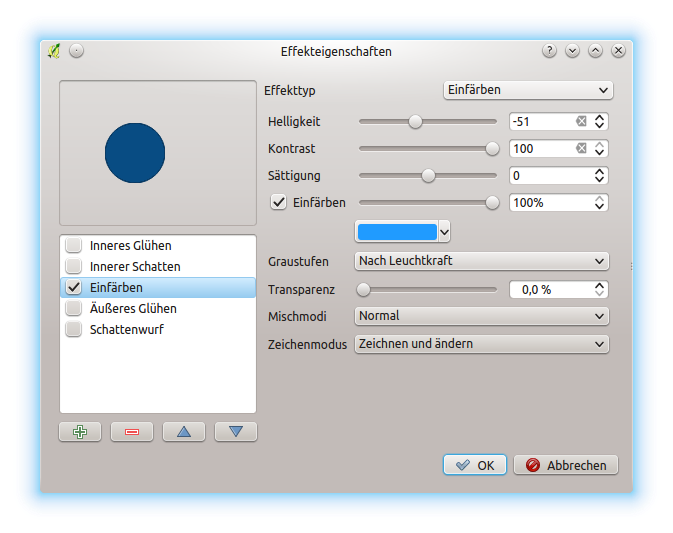 Effekteigenschaften
Effekttyp Einfärben
Helligkeit -51
Kontrast 100
Sättigung 0
Einfärben 100%
Graustufen Nach Leuchtkraft
Transparenz 0,0 %
Mischmodi Normal
Zeichenmodus Zeichnen und ändern
Inneres Glühen
Innerer Schatten
Einfärben
Äußeres Glühen
Schattenwurf
OK Abbrechen